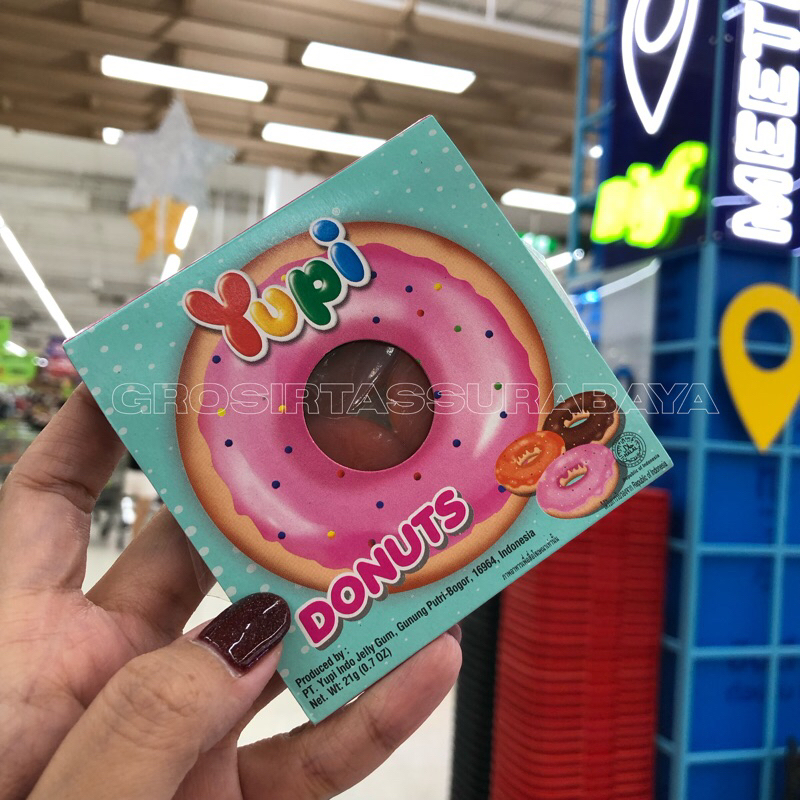 MEET
Yupi
GROSIRTASSURABAYA
DONUTS
Produced by :
PT. Yupi Indo Jelly Gum, Gunung Putri-Bogor, 16964, Indonesia
Net. Wt: 21g (0.7 OZ)